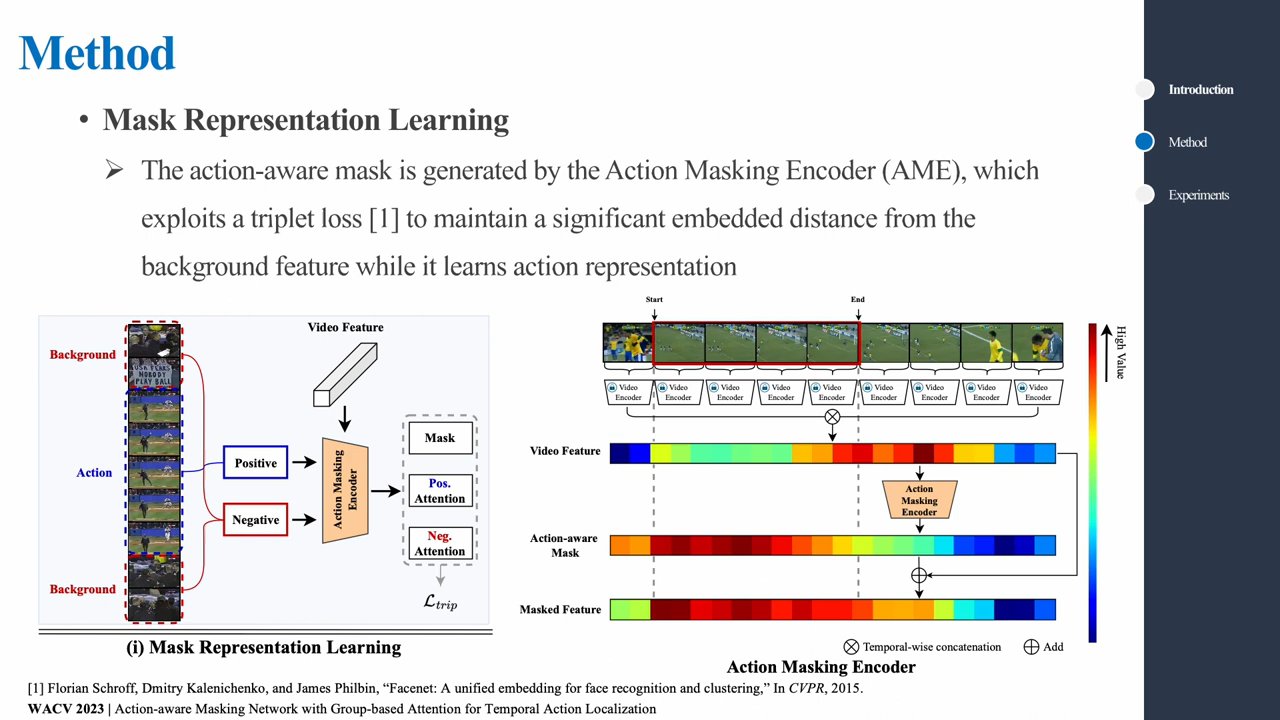 Method
• Mask Representation Learning
➢ The action-aware mask is generated by the Action Masking Encoder (AME), which
exploits a triplet loss [1] to maintain a significant embedded distance from the
background feature while it learns action representation
Introduction
Method
Experiments
Background
Action
Background
USA FEARS
NOBODY
PLAY BALL
Positive
Negative
Video Feature
Action Masking
Encoder
Mask
Pos.
Attention
Neg.
Attention
ℒtrip
(i) Mask Representation Learning
Start
End
Video
Encoder
Video
Encoder
Video
Encoder
Video
Encoder
Video
Encoder
Video
Encoder
Video
Encoder
Video
Encoder
Video
Encoder
Video Feature
Action
Masking
Encoder
Action-aware
Mask
Masked Feature
High Value
⊗ Temporal-wise concatenation
⊕ Add
Action Masking Encoder
[1] Florian Schroff, Dmitry Kalenichenko, and James Philbin, “Facenet: A unified embedding for face recognition and clustering,” In CVPR, 2015.
WACV 2023 | Action-aware Masking Network with Group-based Attention for Temporal Action Localization